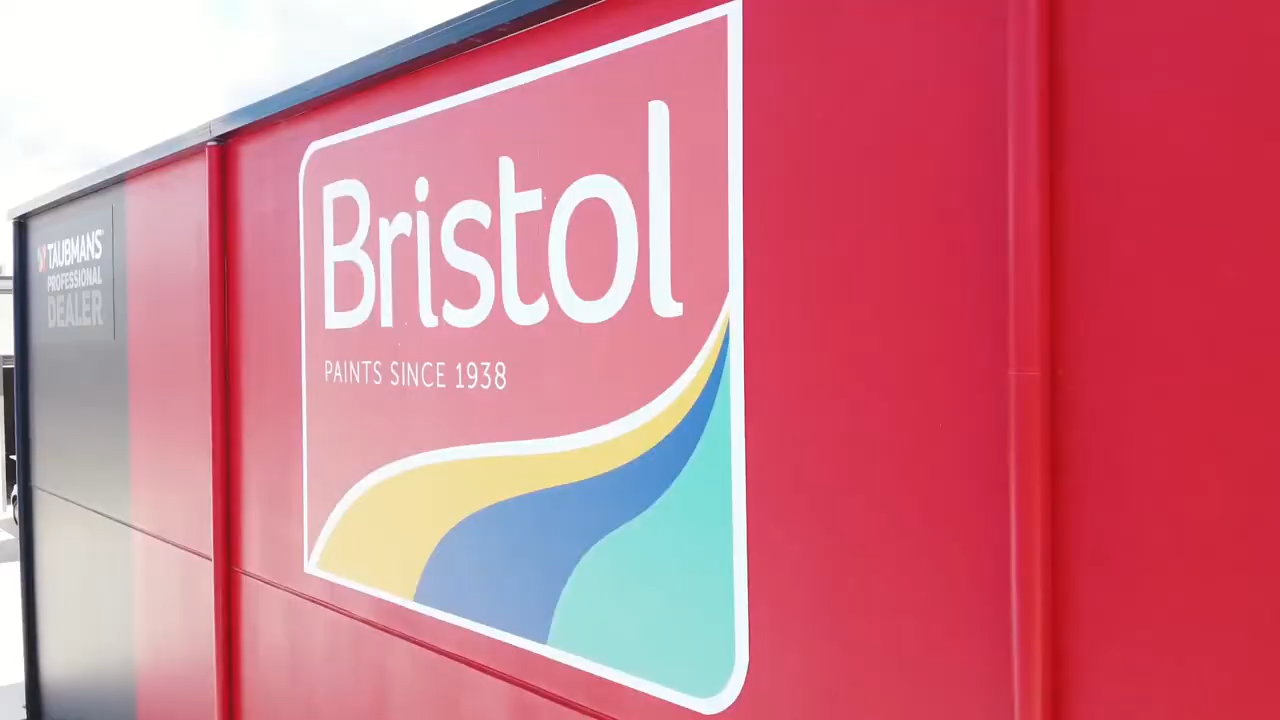 Bristol
PAINTS SINCE 1938
TAUBMANS
PROFESSIONAL
DEALER